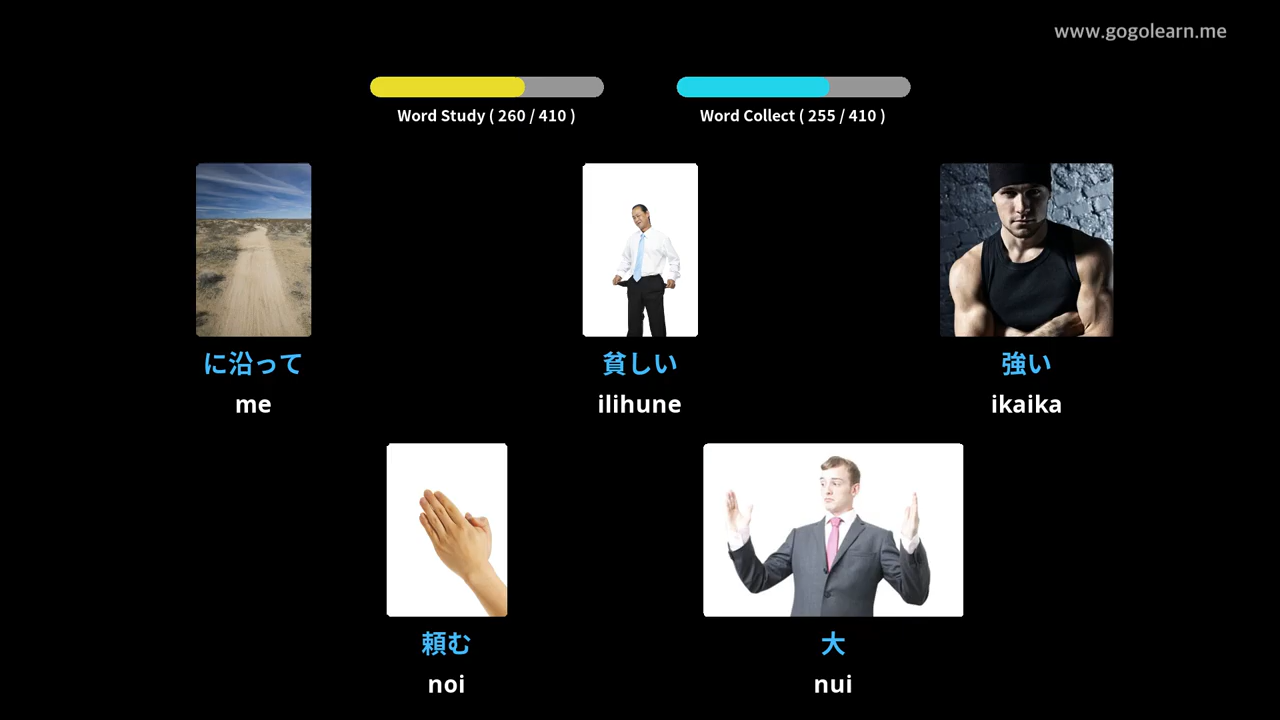 www.gogolearn.me
Word Study ( 260 / 410 )
Word Collect ( 255 / 410 )
に沿って
me
貧しい
ilihune
強い
ikaika
頼む
noi
大
nui